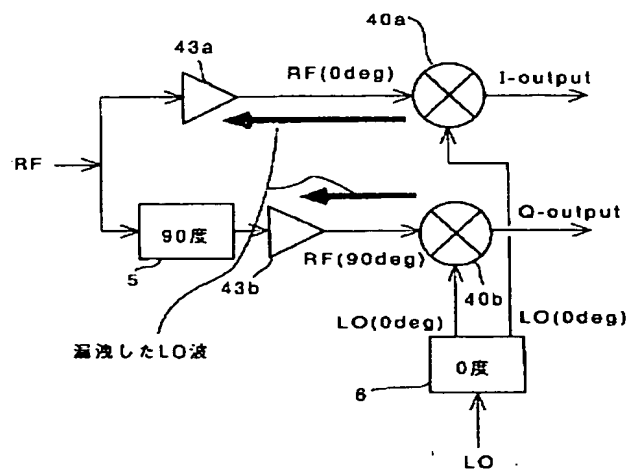 43a
40a
RF(0deg)
I-output
RF
Q-output
90度
5
43b
RF(90deg)
40b
LO(0deg)
LO(0deg)
漏洩したLO波
0度
6
LO